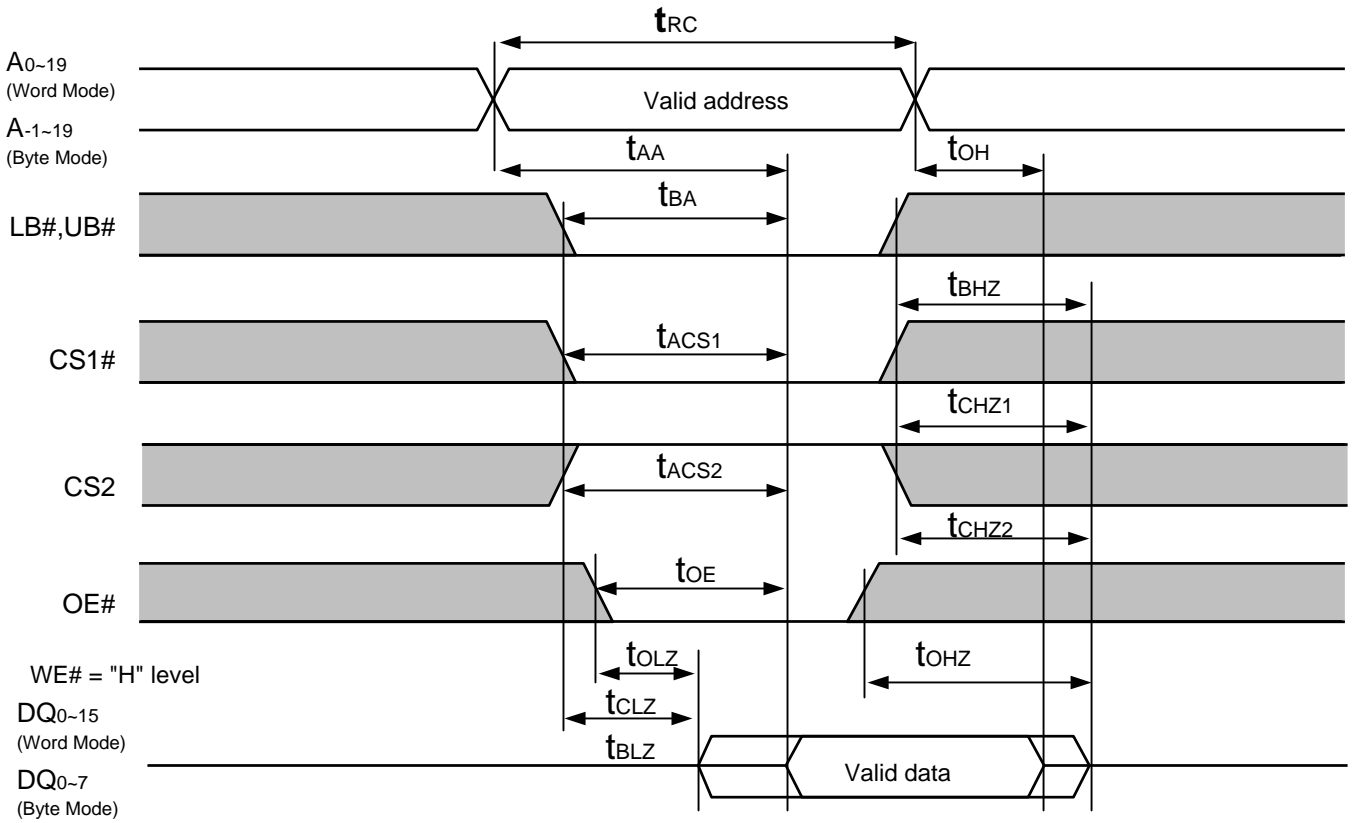 tRC
A0~19
(Word Mode)
Valid address
A-1~19
(Byte Mode)
tAA
tOH
tBA
LB#,UB#
tBHZ
tACS1
CS1#
tCHZ1
tACS2
CS2
tCHZ2
tOE
OE#
tOLZ
tOHZ
WE# = "H" level
tCLZ
DQ0~15
(Word Mode)
tBLZ
Valid data
DQ0~7
(Byte Mode)